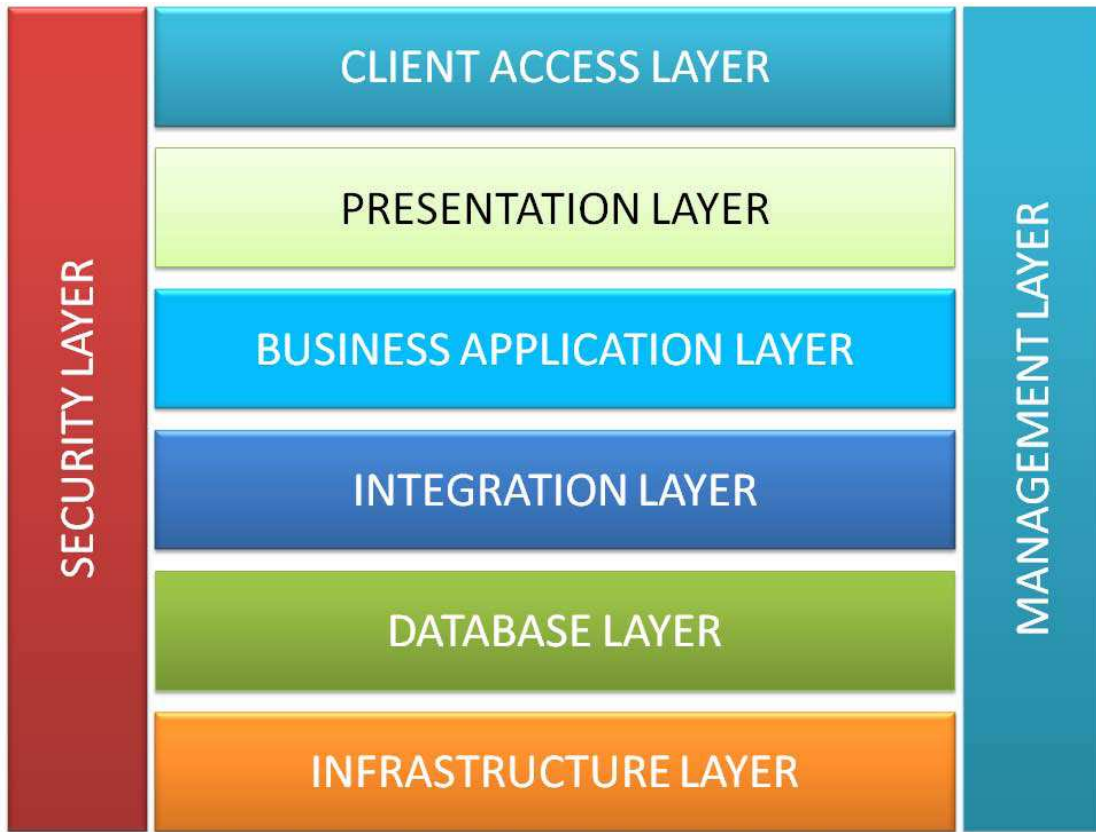 SECURITY LAYER
CLIENT ACCESS LAYER
PRESENTATION LAYER
BUSINESS APPLICATION LAYER
INTEGRATION LAYER
DATABASE LAYER
INFRASTRUCTURE LAYER
MANAGEMENT LAYER